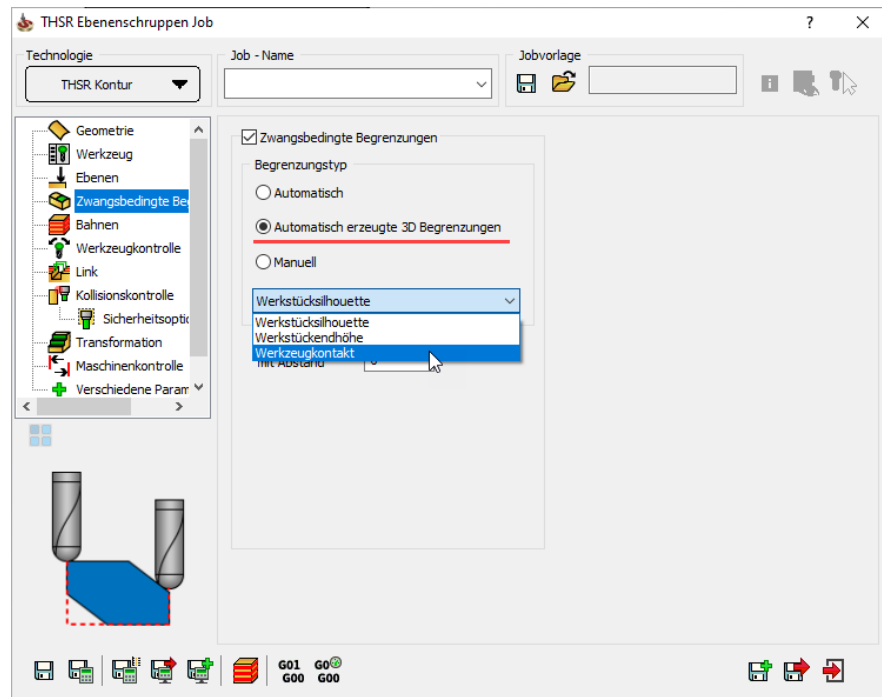 THSR Ebenenschruppen Job
?
Technologie
Job - Name
Jobvorlage
THSR Kontur
Geometrie
Werkzeug
Ebenen
Zwangsbedingte Be
Bahnen
Werkzeugkontrolle
Link
Kollisionskontrolle
Sicherheitsoptic
Transformation
Maschinenkontrolle
Verschiedene Param
Zwangsbedingte Begrenzungen
Begrenzungstyp
Automatisch
Automatisch erzeugte 3D Begrenzungen
Manuell
Werkstücksilhouette
Werkstücksilhouette
Werkstückendhöhe
Werkzeugkontakt
mit Abstand
G01 G0
G00 G00